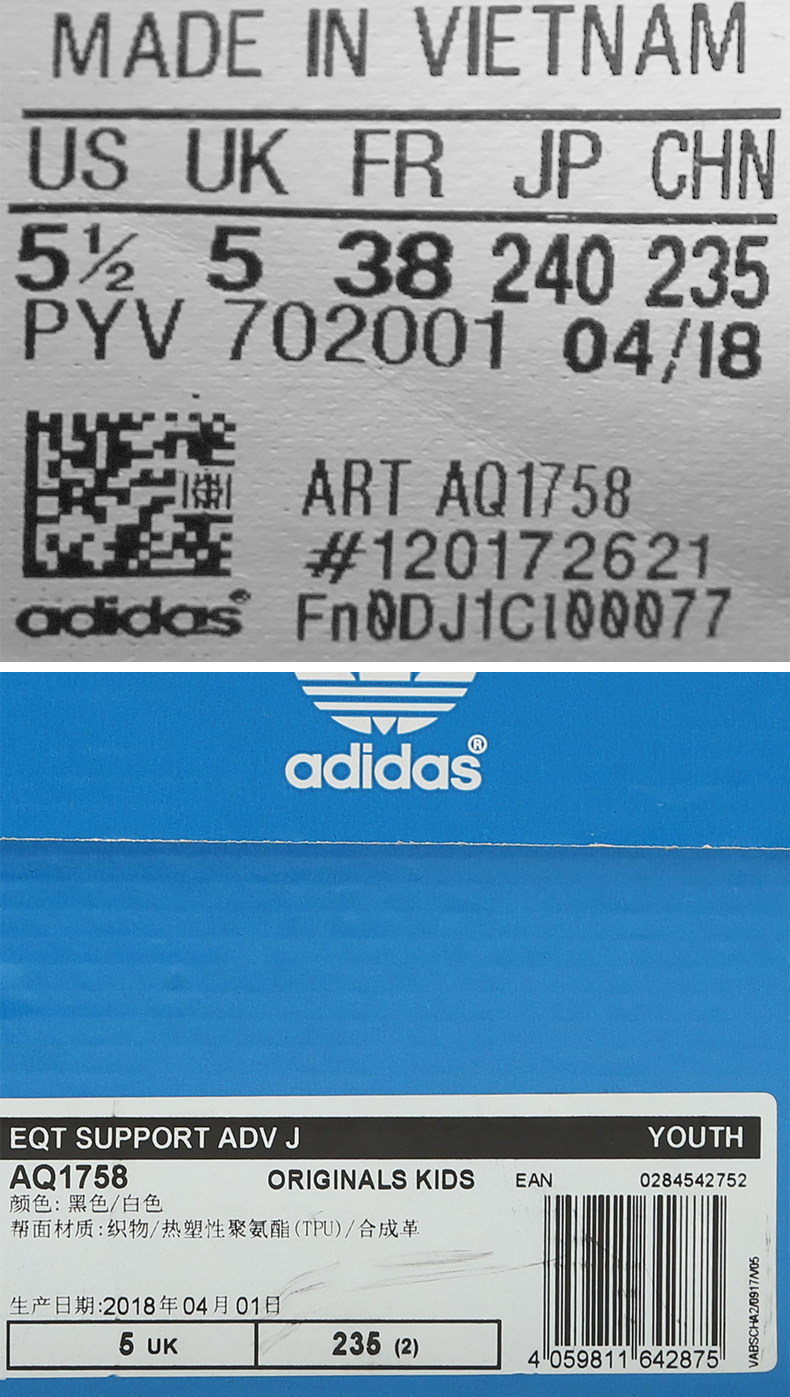 MADE IN VIETNAM
US UK FR JP CHN
5½ 5 38 240 235
PYV 702001 04/18
ART AQ1758
#120172621
adidas® Fn0DJ1Cl00077
adidas®
EQT SUPPORT ADV J YOUTH
AQ1758 ORIGINALS KIDS EAN 0284542752
颜色: 黑色/白色
帮面材质:织物/热塑性聚氨酯(TPU)/合成革
生产日期:2018年04月01日
5 UK 235 (2)
4 059811 642875
VABSCHA2/0917/V05